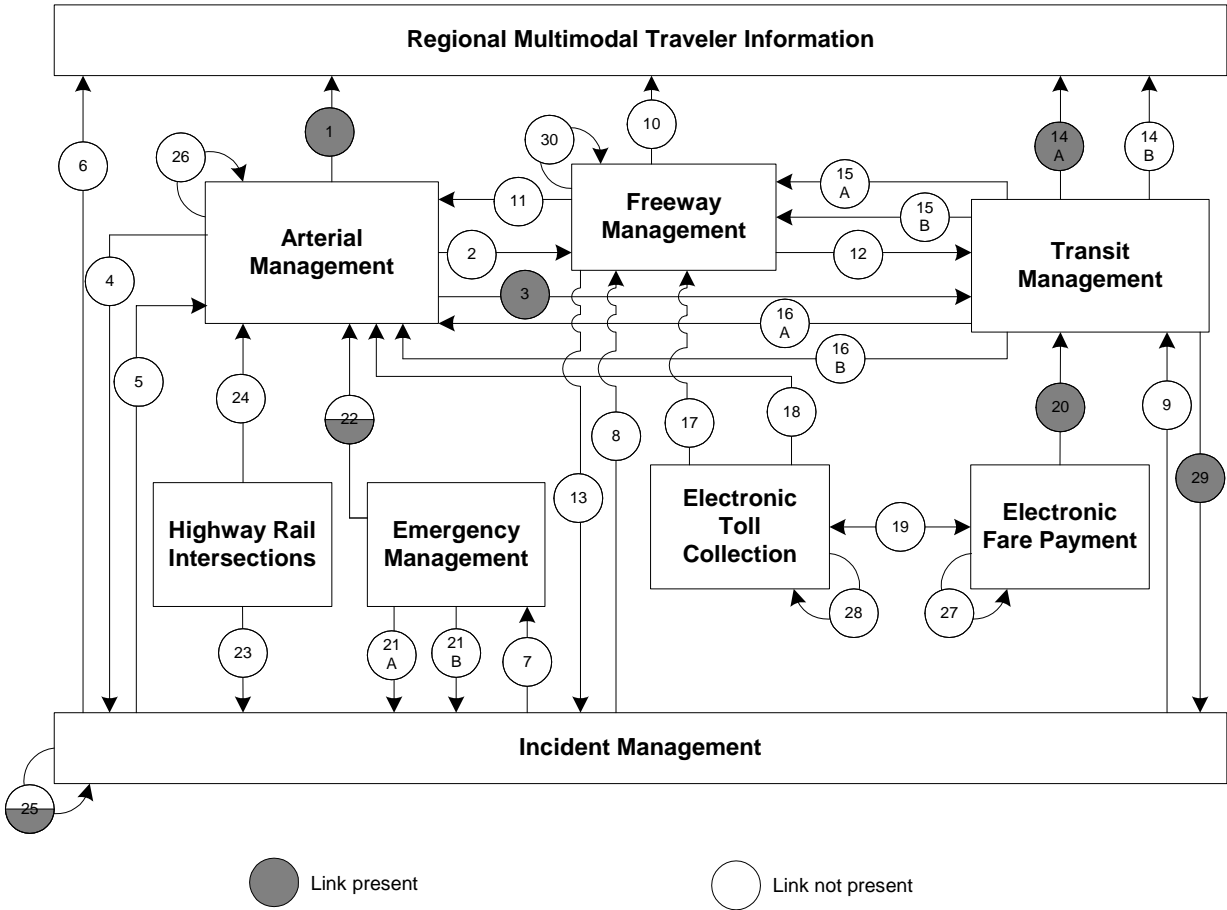 Regional Multimodal Traveler Information
1
10
14
A
14
B
6
26
30
15
A
11
Freeway
Management
15
B
Arterial
Management
2
12
Transit
Management
4
3
16
A
16
B
5
24
22
18
20
9
17
8
29
13
Highway Rail
Intersections
Emergency
Management
Electronic
Toll
Collection
19
Electronic
Fare Payment
28
27
23
21
A
21
B
7
Incident Management
25
Link present
Link not present